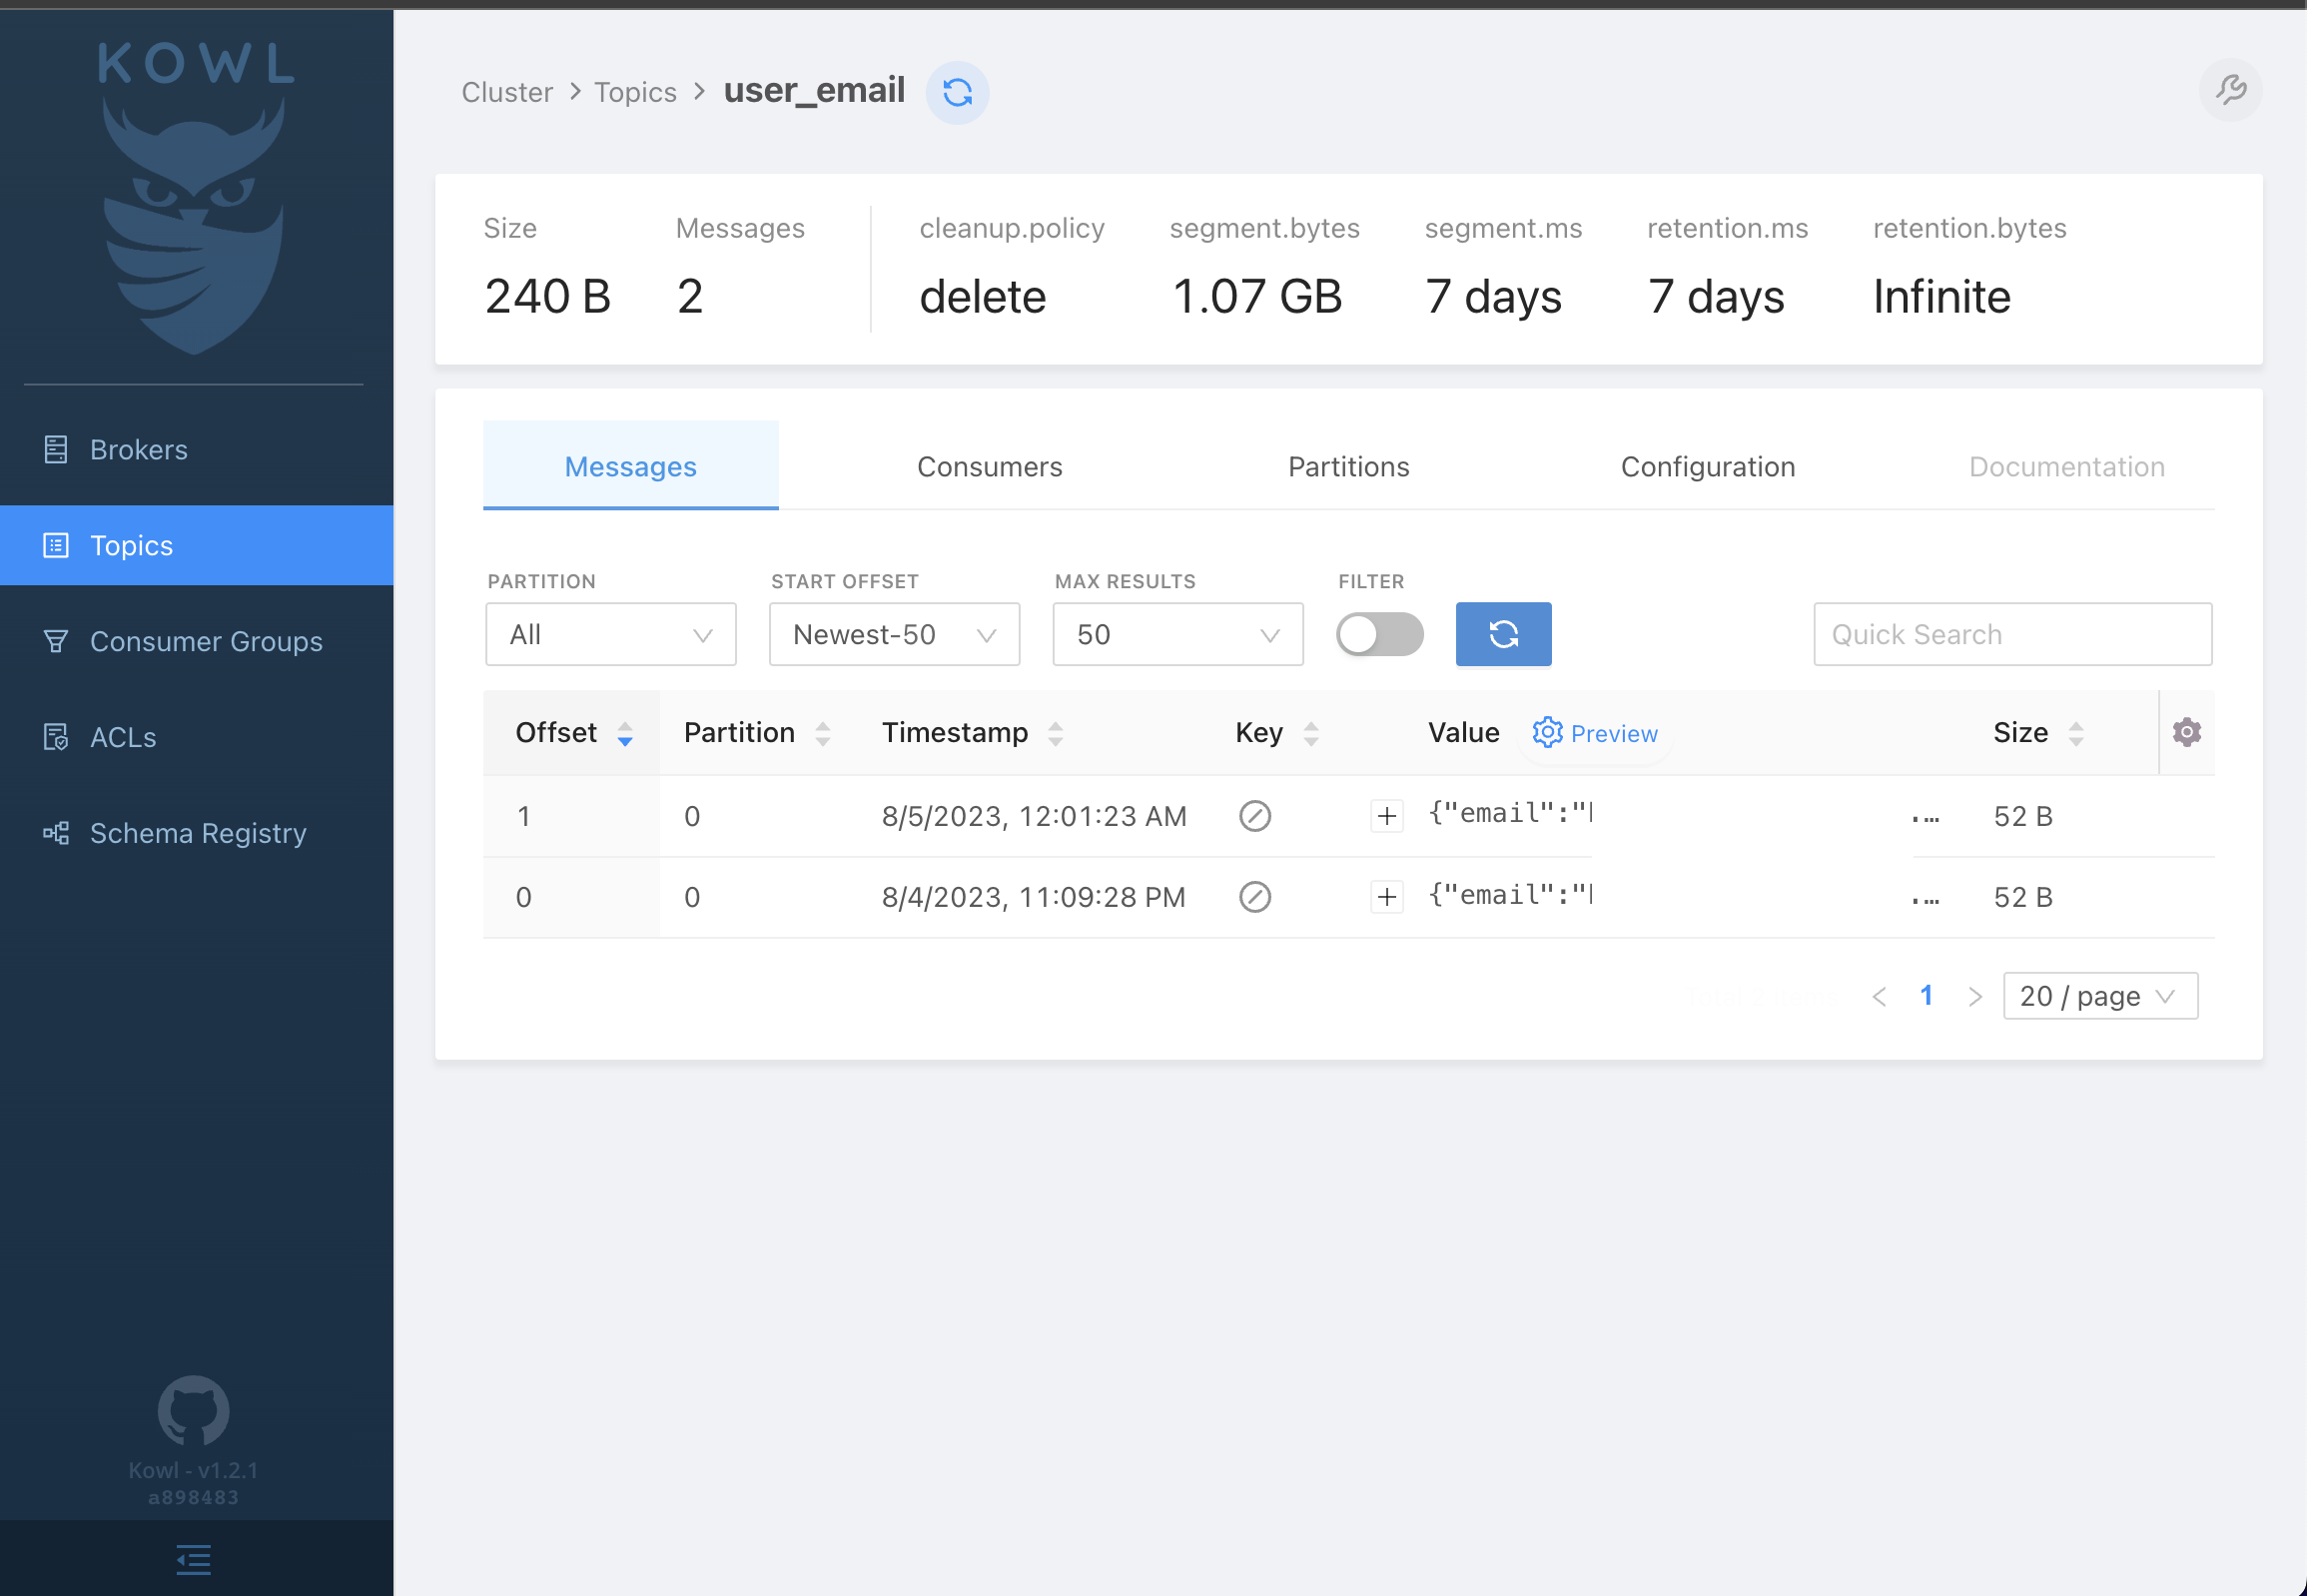 KOWL
Brokers
Topics
Consumer Groups
ACLs
Schema Registry
Kowl - v1.2.1
a898483
Cluster > Topics > user_email
Size Messages cleanup.policy segment.bytes segment.ms retention.ms retention.bytes
240 B 2 delete 1.07 GB 7 days 7 days Infinite
Messages Consumers Partitions Configuration Documentation
PARTITION START OFFSET MAX RESULTS FILTER
All Newest-50 50 Quick Search
Offset Partition Timestamp Key Value Preview Size
1 0 8/5/2023, 12:01:23 AM {"email":" ... 52 B
0 0 8/4/2023, 11:09:28 PM {"email":" ... 52 B
< 1 > 20 / page